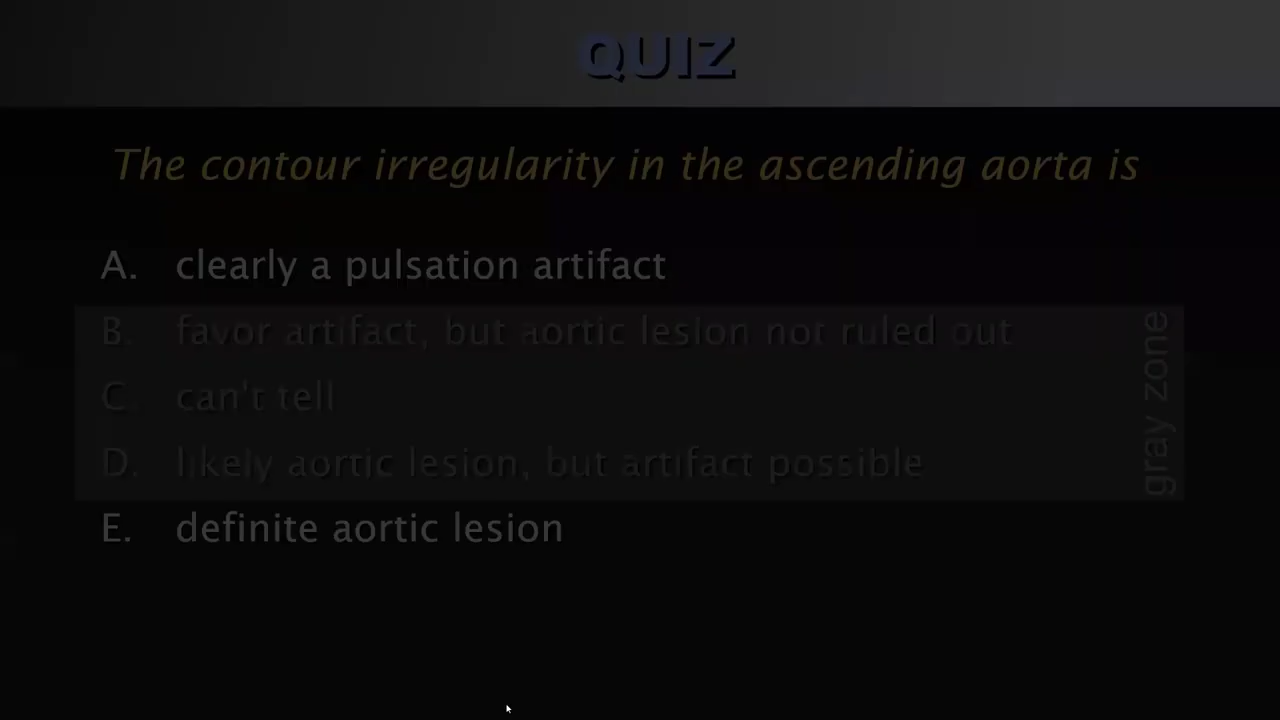 QUIZ
The contour irregularity in the ascending aorta is
A. clearly a pulsation artifact
B. favor artifact, but aortic lesion not ruled out
C. can't tell
D. likely aortic lesion, but artifact possible
gray zone
E. definite aortic lesion